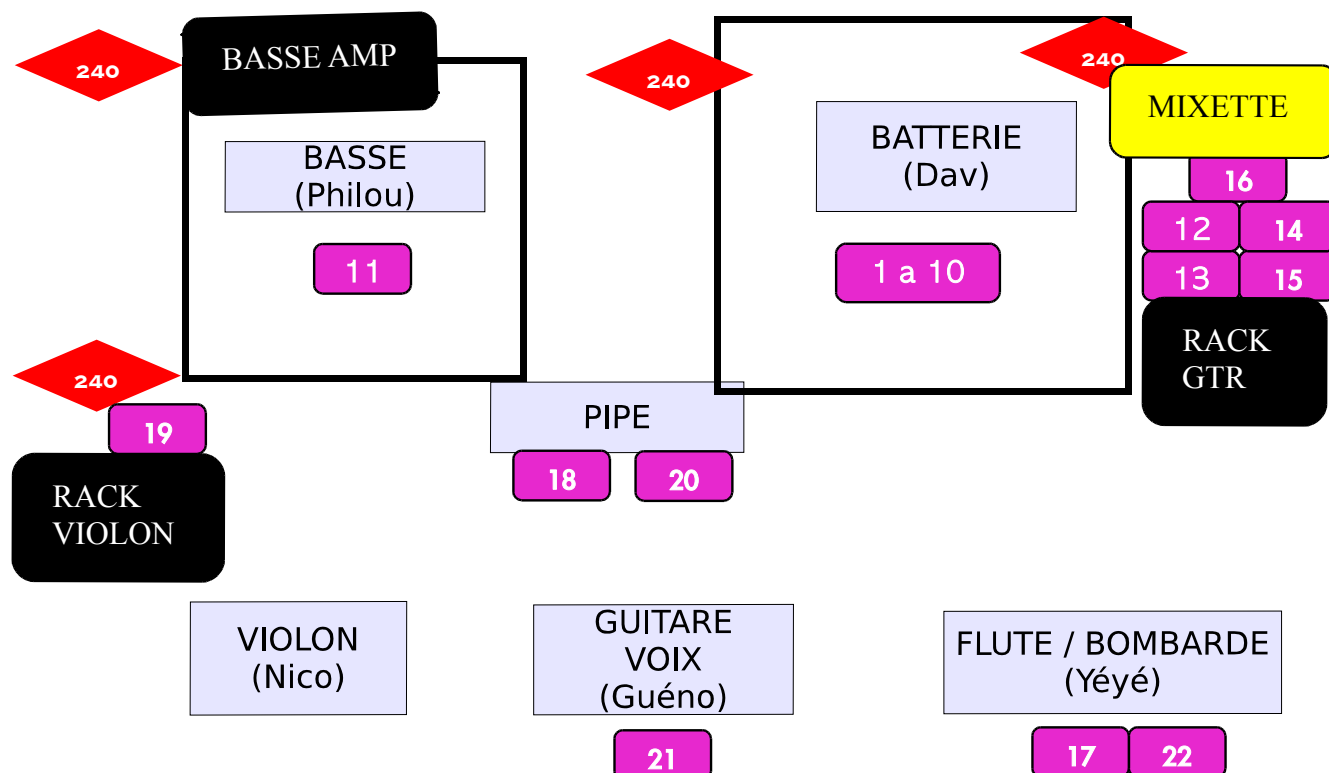 240
BASSE AMP
240
240
MIXETTE
BASSE
(Philou)
BATTERIE
(Dav)
16
12
14
11
1 a 10
13
15
RACK
GTR
240
19
PIPE
18
20
RACK
VIOLON
VIOLON
(Nico)
GUITARE
VOIX
(Guéno)
FLUTE / BOMBARDE
(Yéyé)
21
17
22